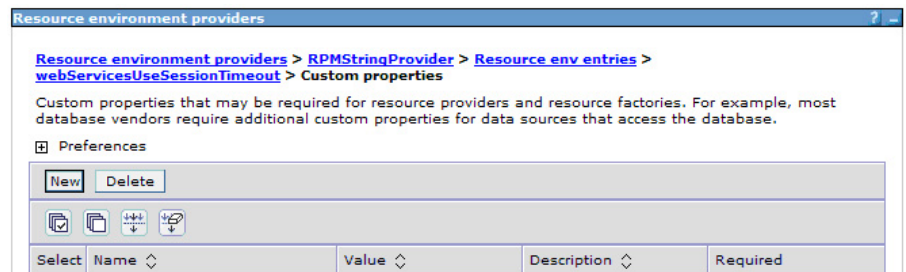 Resource environment providers ? _
Resource environment providers > RPMStringProvider > Resource env entries >
webServicesUseSessionTimeout > Custom properties
Custom properties that may be required for resource providers and resource factories. For example, most
database vendors require additional custom properties for data sources that access the database.
Preferences
New Delete
Select Name Value Description Required